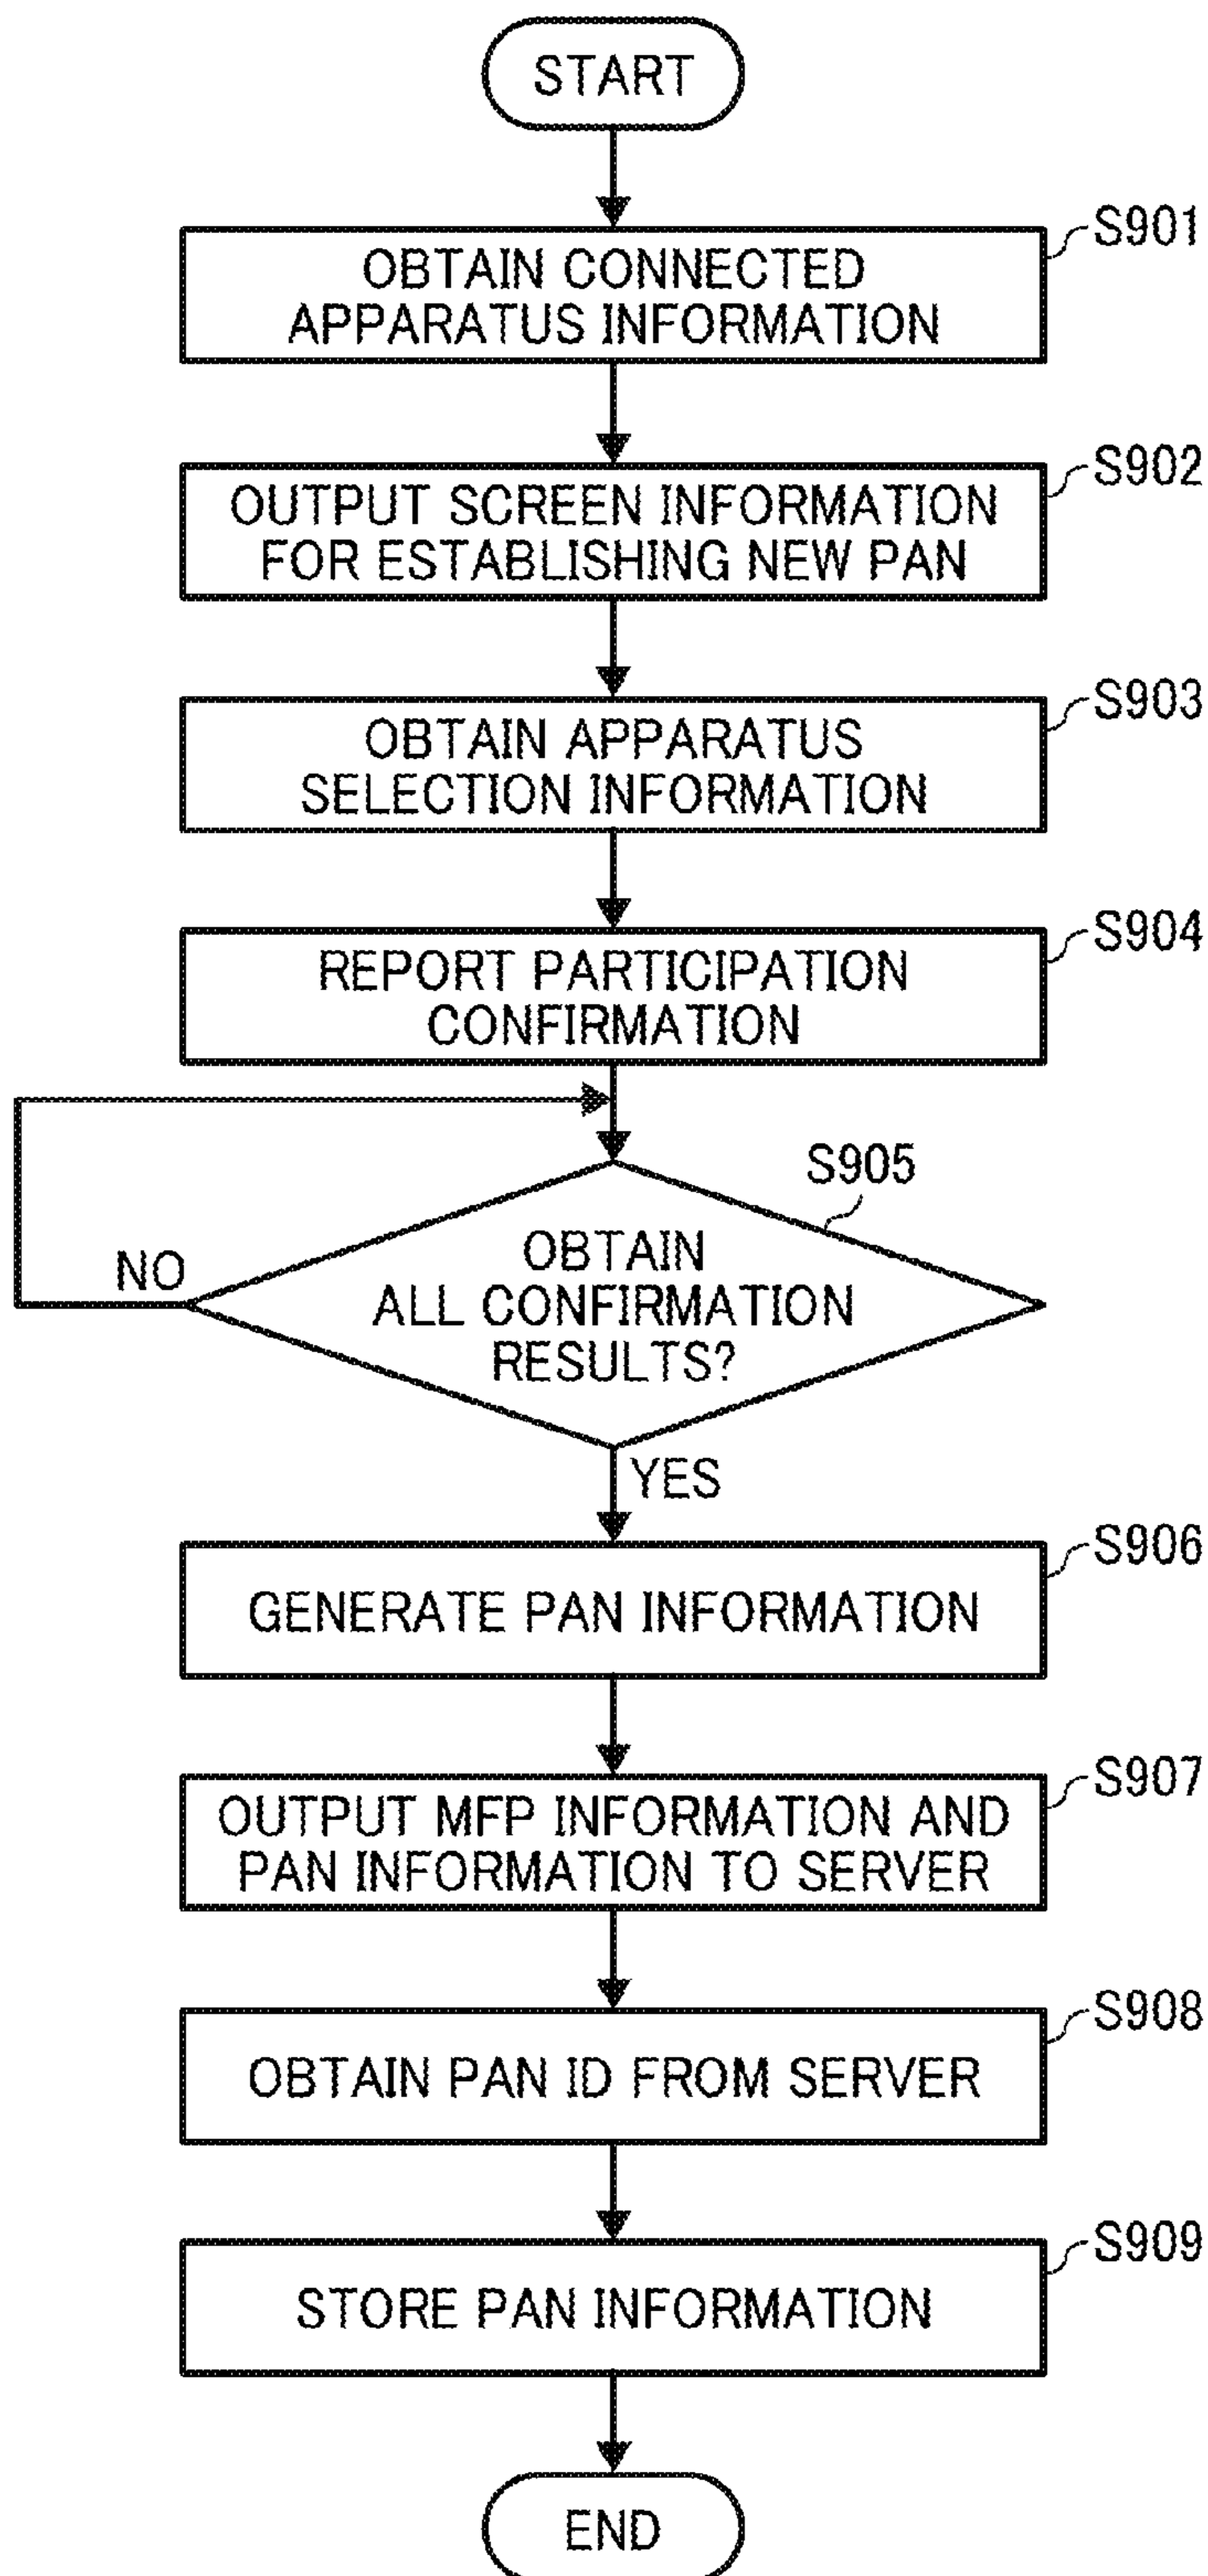 START
S901
OBTAIN CONNECTED
APPARATUS INFORMATION
S902
OUTPUT SCREEN INFORMATION
FOR ESTABLISHING NEW PAN
S903
OBTAIN APPARATUS
SELECTION INFORMATION
S904
REPORT PARTICIPATION
CONFIRMATION
S905
OBTAIN
ALL CONFIRMATION
RESULTS?
NO
YES
S906
GENERATE PAN INFORMATION
S907
OUTPUT MFP INFORMATION AND
PAN INFORMATION TO SERVER
S908
OBTAIN PAN ID FROM SERVER
S909
STORE PAN INFORMATION
END